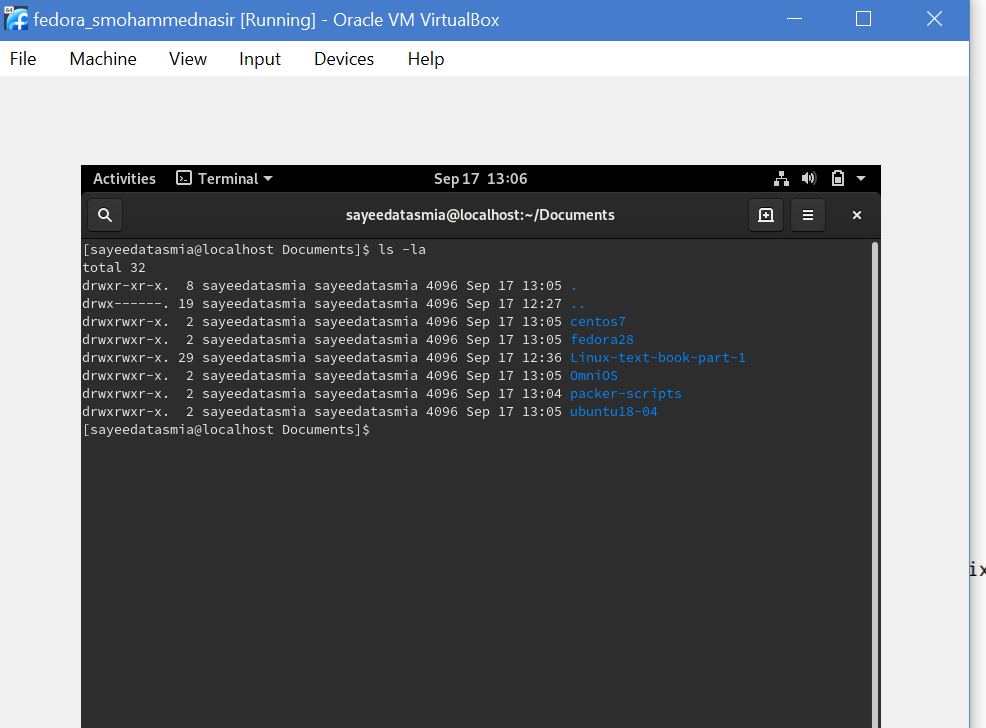 64
fedora_smohammednasir [Running] - Oracle VM VirtualBox
File Machine View Input Devices Help
Activities Terminal Sep 17 13:06
sayeedatasmia@localhost:~/Documents
[sayeedatasmia@localhost Documents]$ ls -la
total 32
drwxr-xr-x.  8 sayeedatasmia sayeedatasmia 4096 Sep 17 13:05 .
drwx------. 19 sayeedatasmia sayeedatasmia 4096 Sep 17 12:27 ..
drwxrwxr-x.  2 sayeedatasmia sayeedatasmia 4096 Sep 17 13:05 centos7
drwxrwxr-x.  2 sayeedatasmia sayeedatasmia 4096 Sep 17 13:05 fedora28
drwxrwxr-x. 29 sayeedatasmia sayeedatasmia 4096 Sep 17 12:36 Linux-text-book-part-1
drwxrwxr-x.  2 sayeedatasmia sayeedatasmia 4096 Sep 17 13:05 OmniOS
drwxrwxr-x.  2 sayeedatasmia sayeedatasmia 4096 Sep 17 13:04 packer-scripts
drwxrwxr-x.  2 sayeedatasmia sayeedatasmia 4096 Sep 17 13:05 ubuntu18-04
[sayeedatasmia@localhost Documents]$